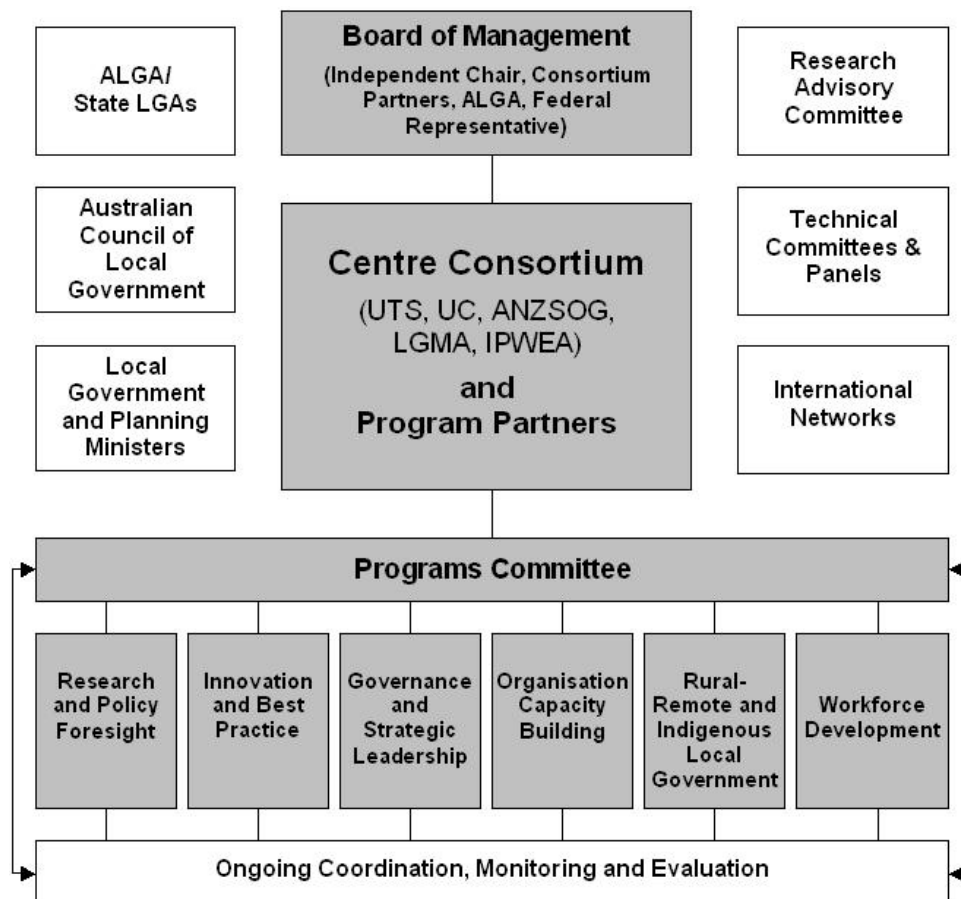 ALGA/
State LGAs
Board of Management
(Independent Chair, Consortium
Partners, ALGA, Federal
Representative)
Research
Advisory
Committee
Australian
Council of
Local
Government
Centre Consortium
(UTS, UC, ANZSOG,
LGMA, IPWEA)
and
Program Partners
Technical
Committees &
Panels
Local
Government
and Planning
Ministers
International
Networks
Programs Committee
Research
and Policy
Foresight
Innovation
and Best
Practice
Governance
and
Strategic
Leadership
Organisation
Capacity
Building
Rural-
Remote and
Indigenous
Local
Government
Workforce
Development
Ongoing Coordination, Monitoring and Evaluation